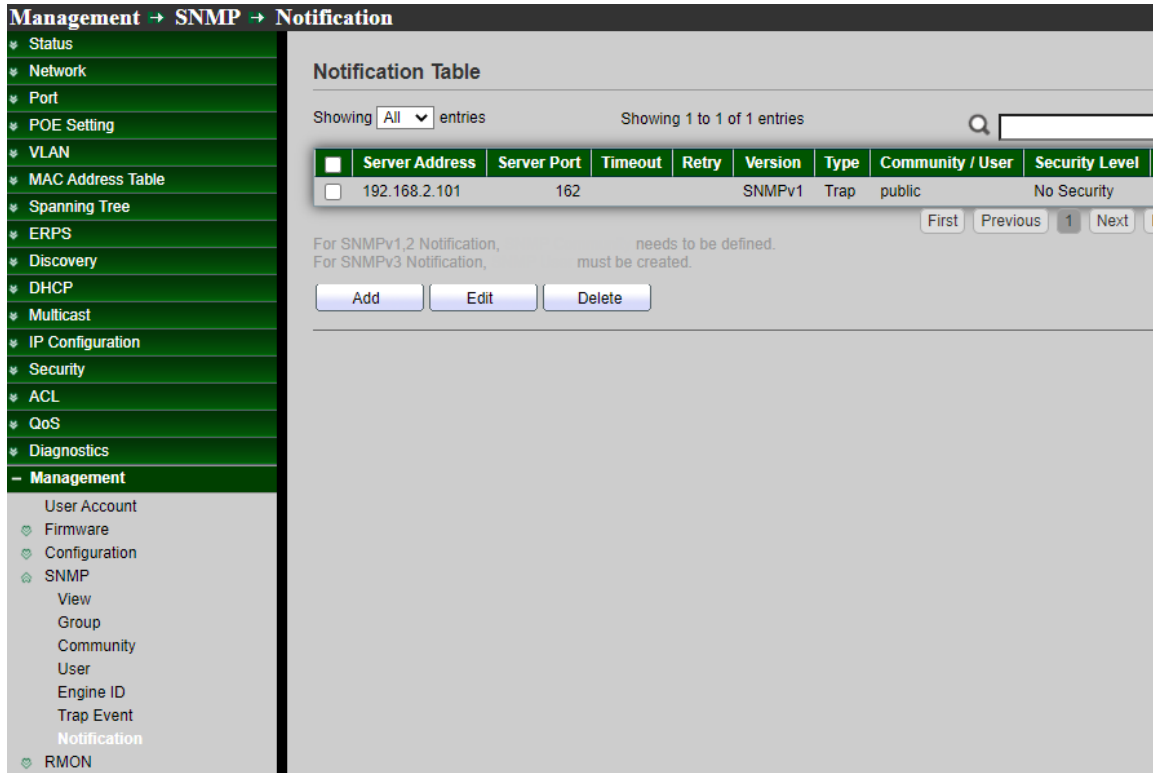 Management → SNMP → Notification
Status
Network
Port
POE Setting
VLAN
MAC Address Table
Spanning Tree
ERPS
Discovery
DHCP
Multicast
IP Configuration
Security
ACL
QoS
Diagnostics
Management
User Account
Firmware
Configuration
SNMP
View
Group
Community
User
Engine ID
Trap Event
Notification
RMON
Notification Table
Showing All entries Showing 1 to 1 of 1 entries
Server Address Server Port Timeout Retry Version Type Community / User Security Level
192.168.2.101 162 SNMPv1 Trap public No Security
First Previous 1 Next
For SNMPv1,2 Notification, needs to be defined.
For SNMPv3 Notification, must be created.
Add Edit Delete